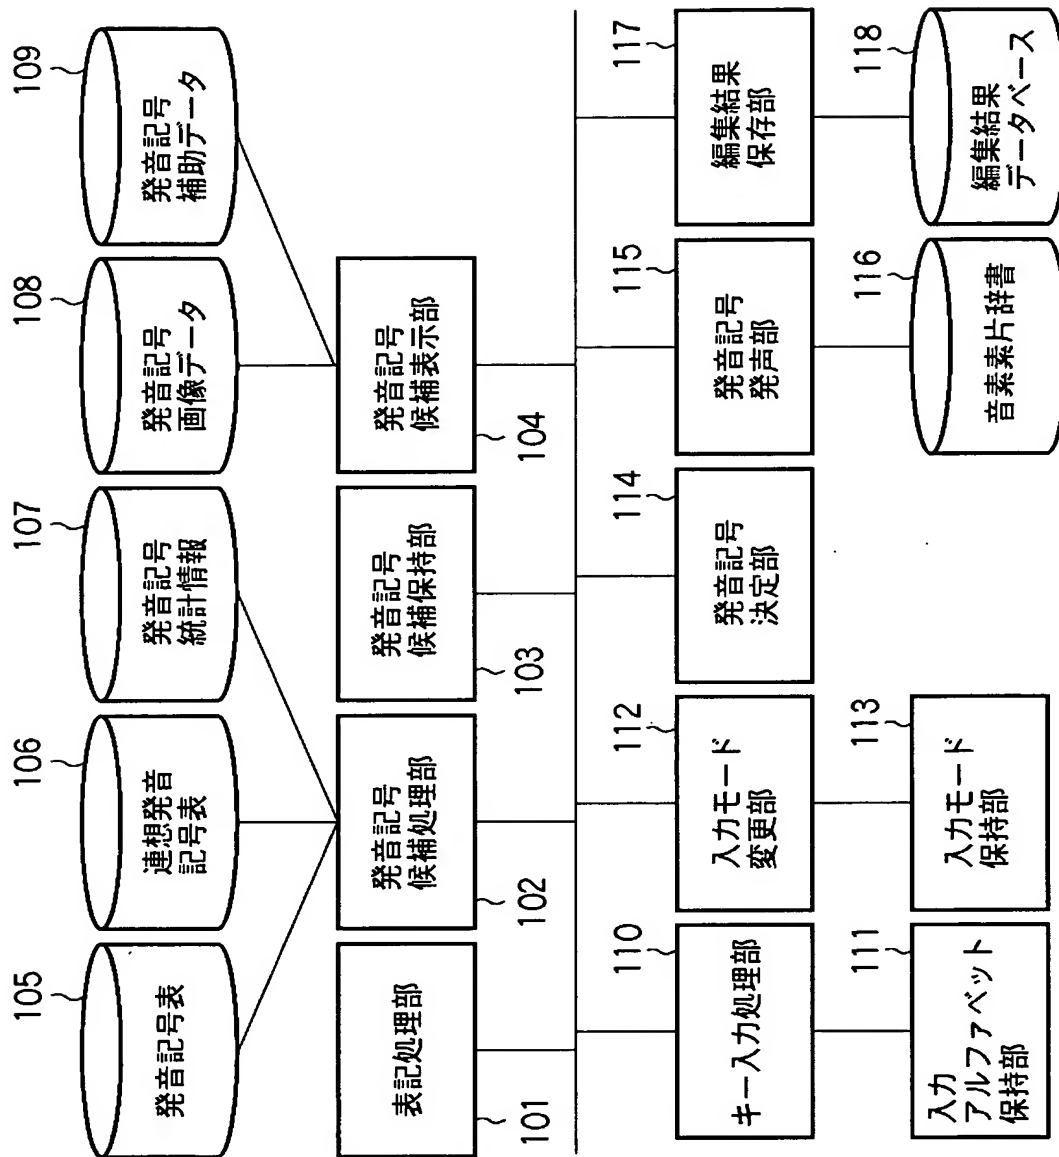 105
発音記号表
106
連想発音
記号表
107
発音記号
統計情報
108
発音記号
画像データ
109
発音記号
補助データ
表記処理部
101
発音記号
候補処理部
102
発音記号
候補保持部
103
発音記号
候補表示部
104
110
キー入力処理部
112
入力モード
変更部
114
発音記号
決定部
115
発音記号
発声部
117
編集結果
保存部
111
入力
アルファベット
保持部
113
入力モード
保持部
116
音素素片辞書
118
編集結果
データベース